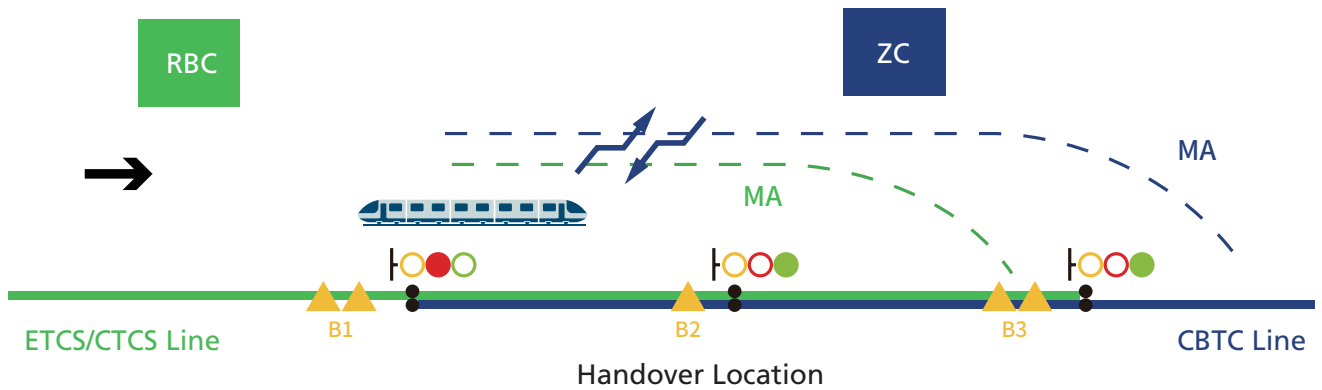 RBC
ZC
MA
MA
B1
B2
B3
ETCS/CTCS Line
CBTC Line
Handover Location